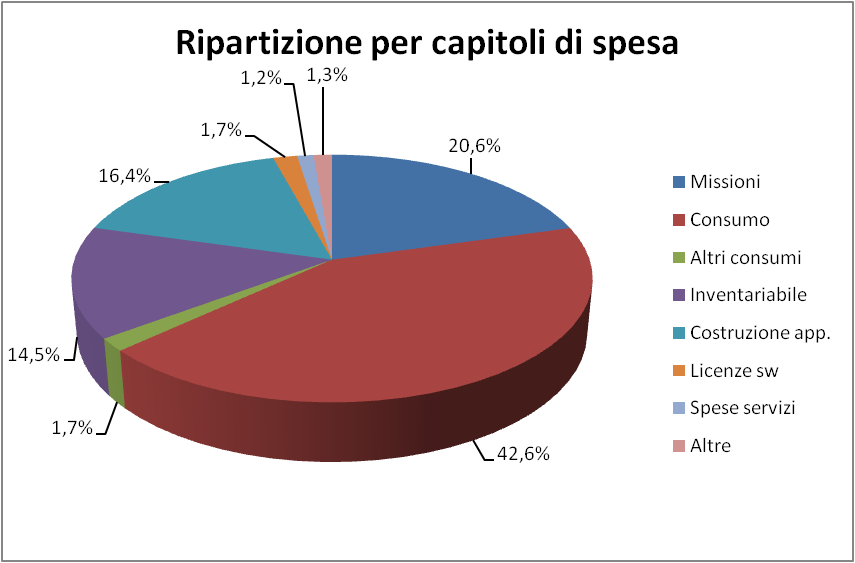 Ripartizione per capitoli di spesa
1,2%
1,3%
1,7%
20,6%
16,4%
14,5%
1,7%
42,6%
Missioni
Consumo
Altri consumi
Inventariabile
Costruzione app.
Licenze sw
Spese servizi
Altre